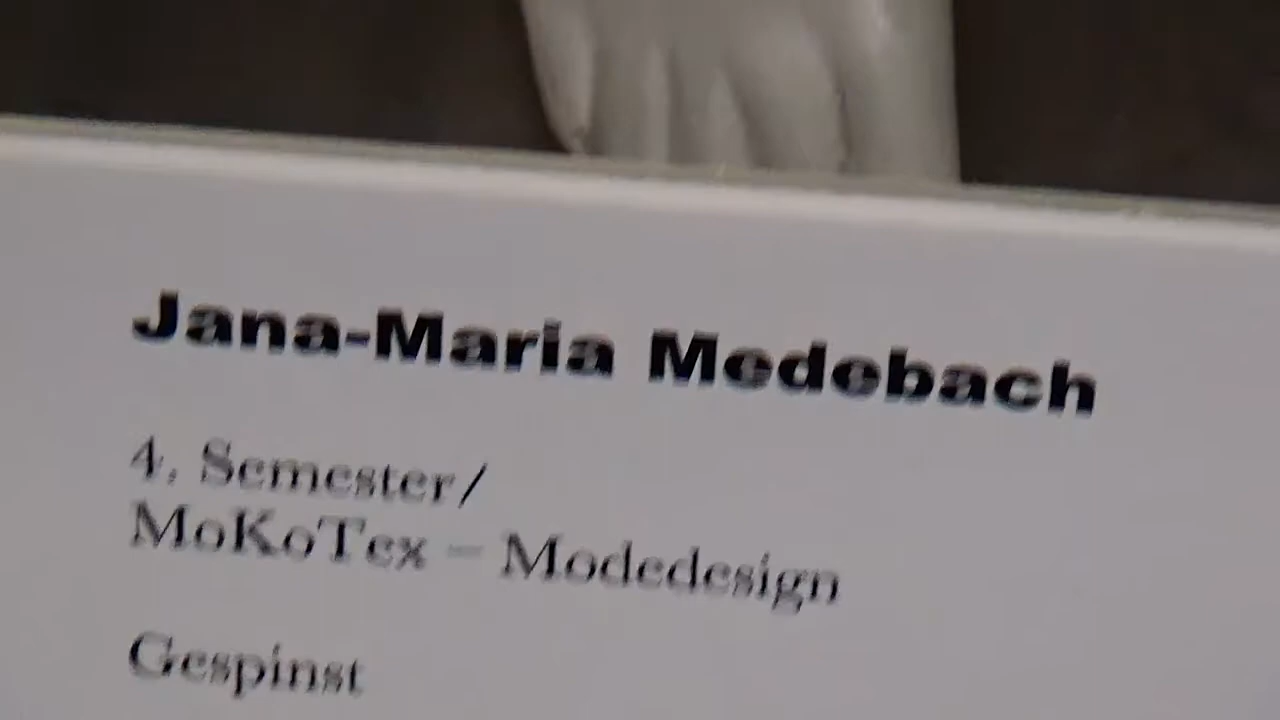 Jana-Maria Medebach
4. Semester/
MoKoTex – Modedesign
Gespinst